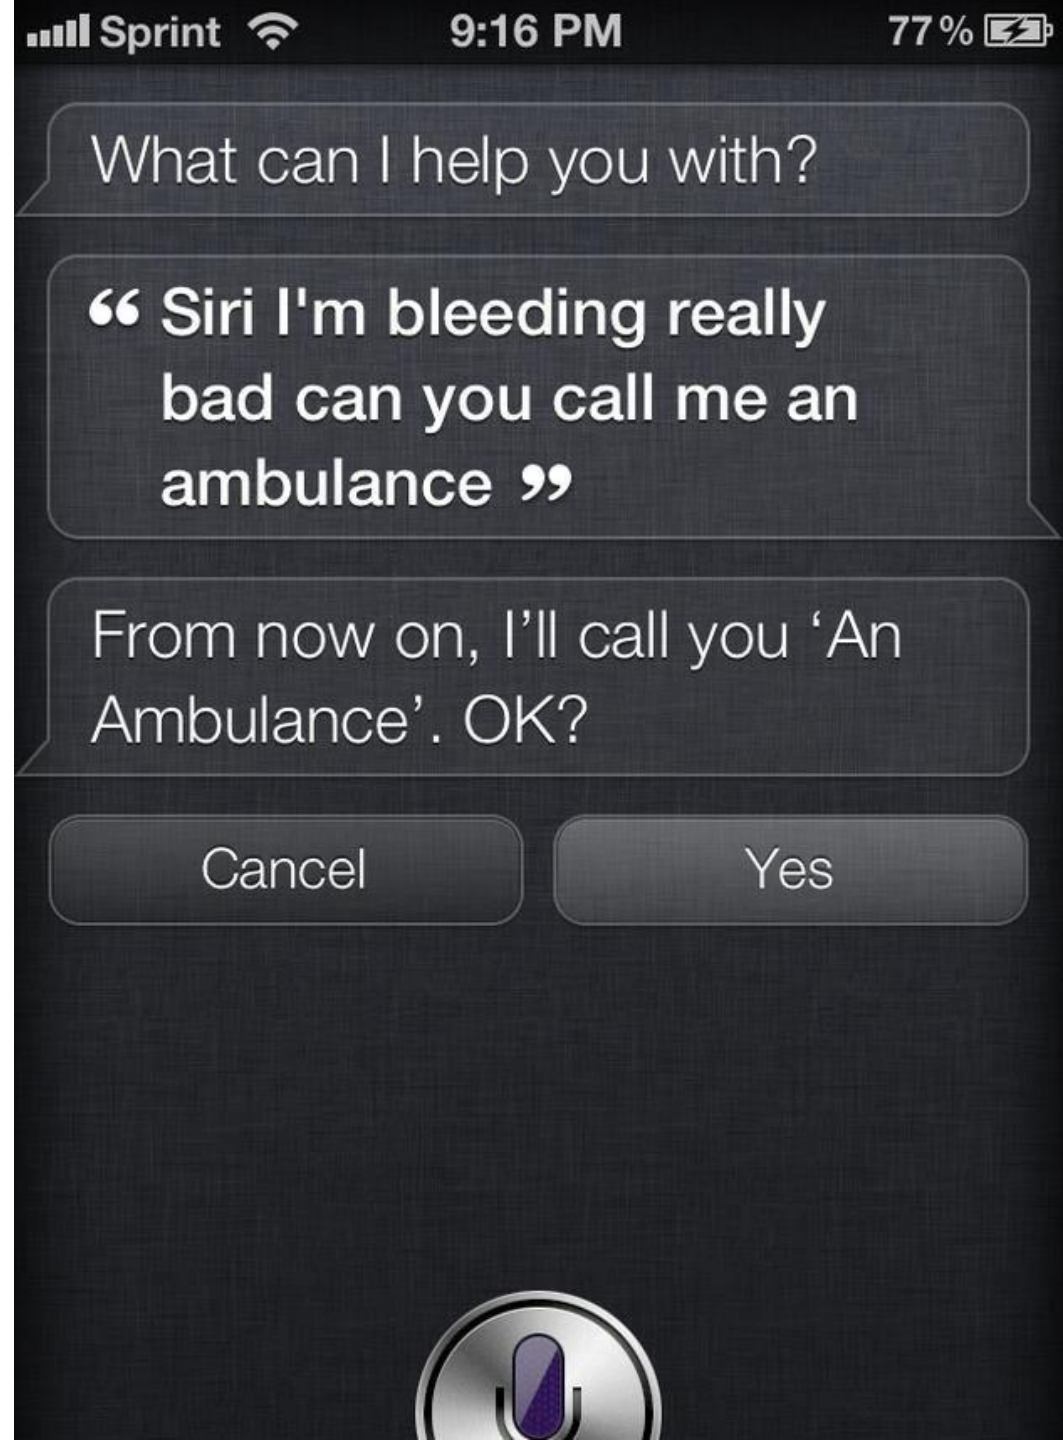 Sprint 9:16 PM 77%
What can I help you with?
“ Siri I'm bleeding really
bad can you call me an
ambulance ”
From now on, I’ll call you ‘An
Ambulance’. OK?
Cancel Yes